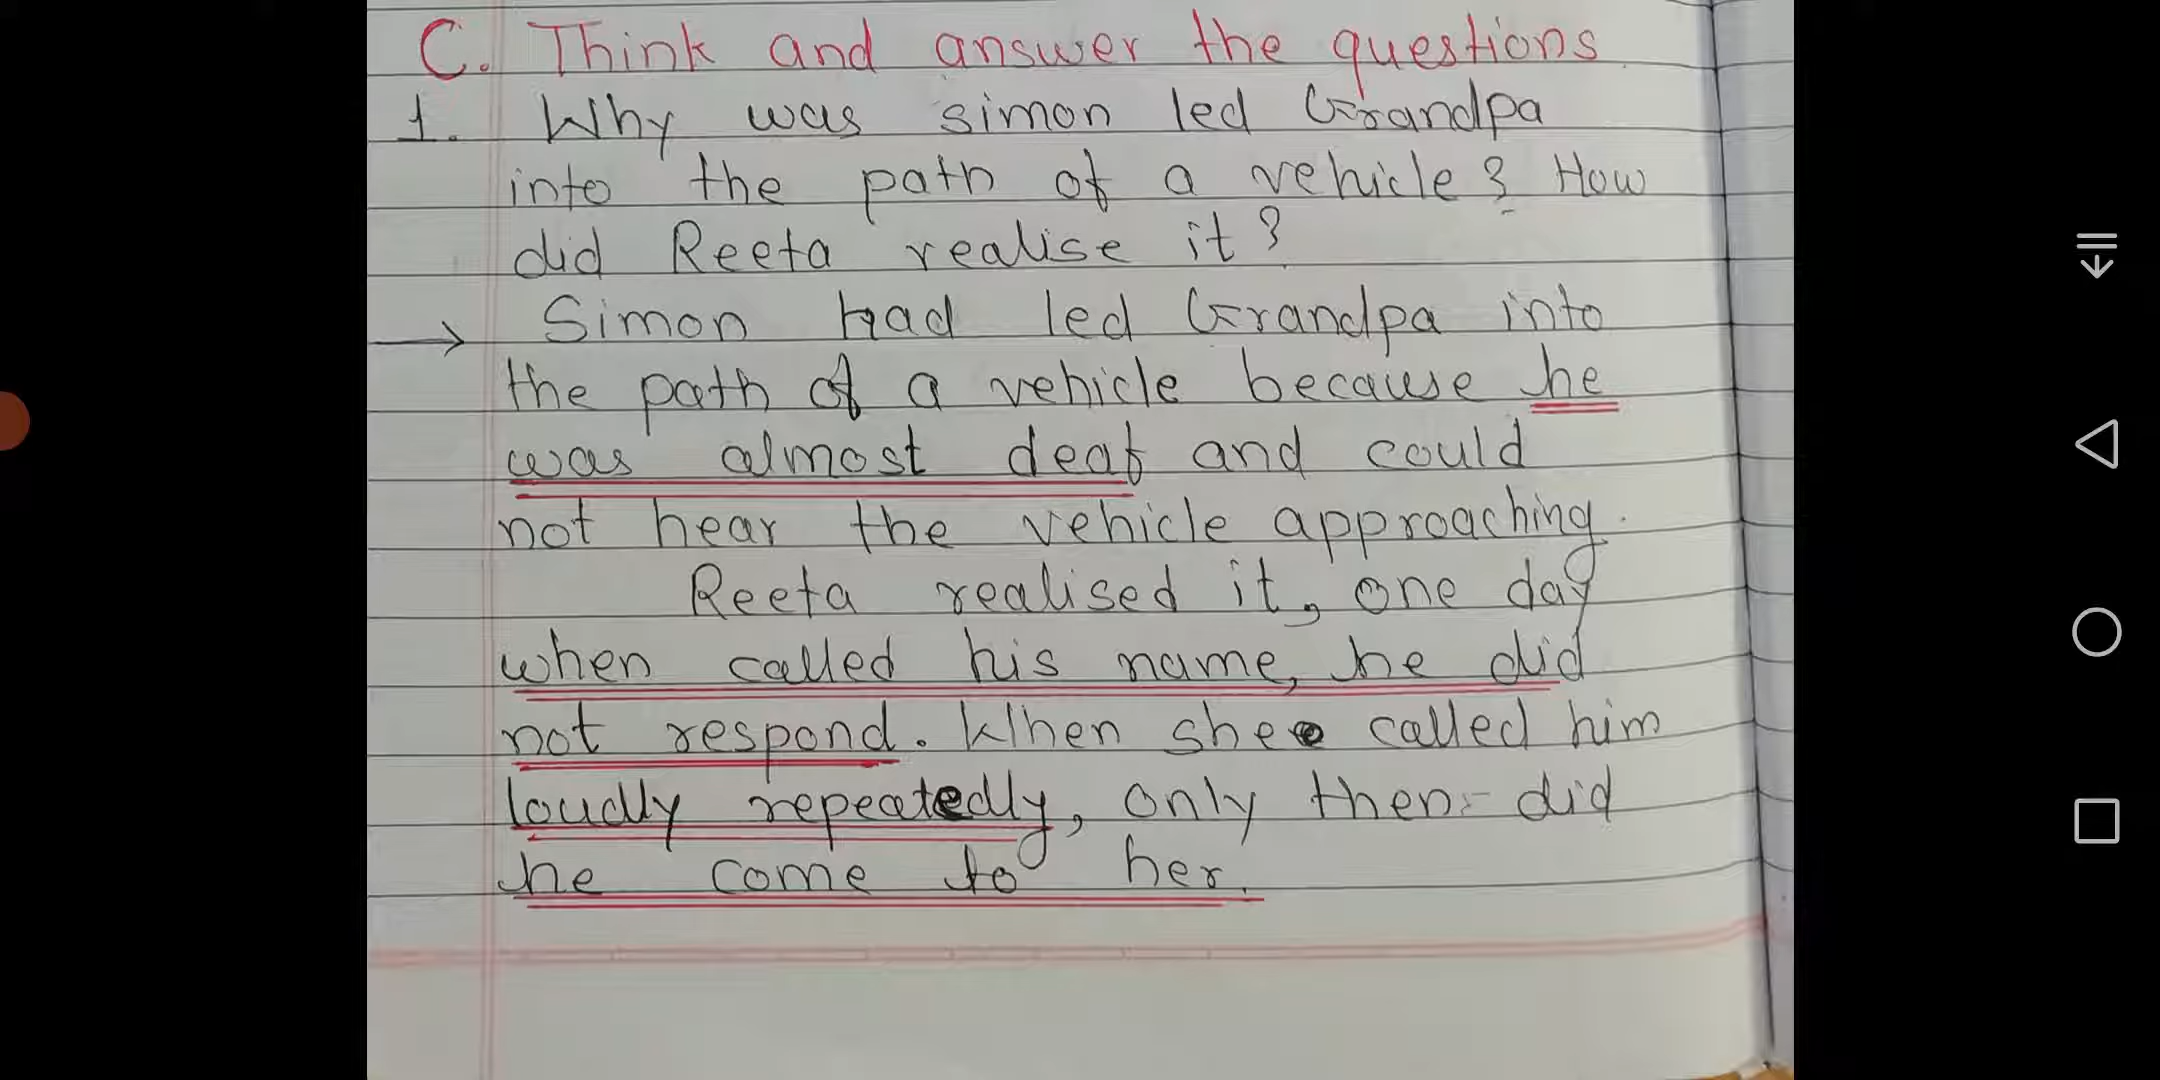 C. Think and answer the questions
1. Why was simon led Grandpa
into the path of a vehicle? How
did Reeta realise it?
→ Simon had led Grandpa into
the path of a vehicle because he
was almost deaf and could
not hear the vehicle approaching.
Reeta realised it, one day
when called his name, he did
not respond. When she called him
loudly repeatedly, only then did
he come to her.